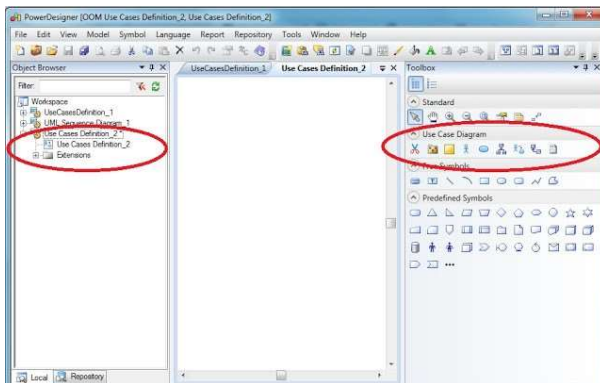 PowerDesigner [OOM Use Cases Definition_2, Use Cases Definition_2]
File Edit View Model Symbol Language Report Repository Tools Window Help
Object Browser
UseCasesDefinition_1 Use Cases Definition_2
Toolbox
Filter:
Standard
Workspace
UseCasesDefinition_1
UML Sequence Diagram_1
Use Cases Definition_2 *
Use Cases Definition_2
Extensions
Use Case Diagram
Free Symbols
Predefined Symbols
Local Repository